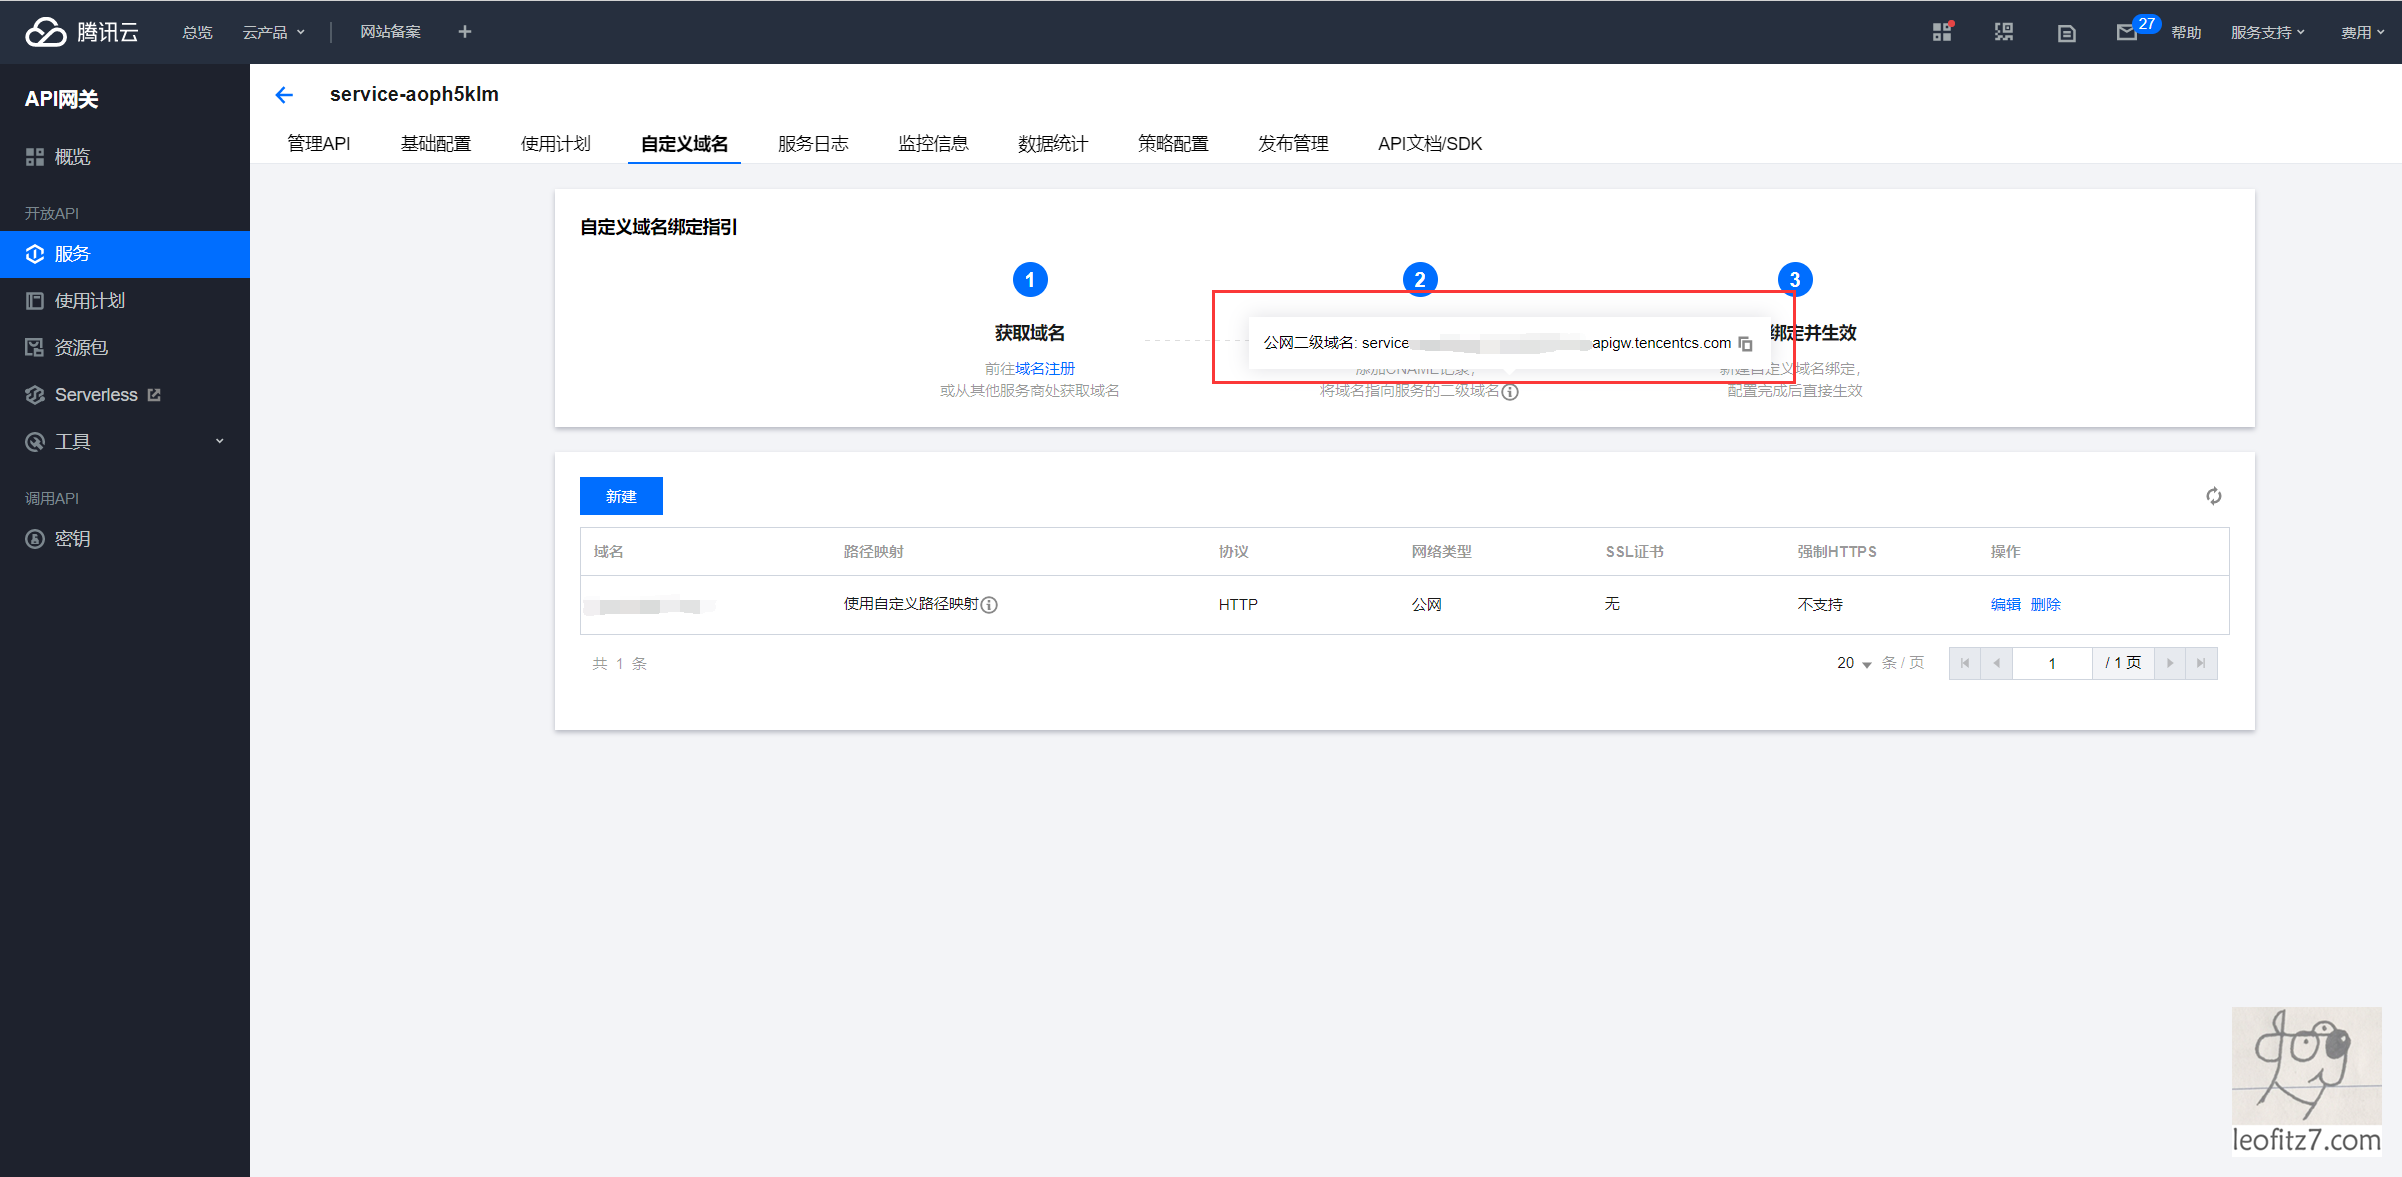 腾讯云 总览 云产品 网站备案 27 帮助 服务支持 费用
API网关
概览
开放API
服务
使用计划
资源包
Serverless
工具
调用API
密钥
service-aoph5klm
管理API 基础配置 使用计划 自定义域名 服务日志 监控信息 数据统计 策略配置 发布管理 API文档/SDK
自定义域名绑定指引
1 2 3
获取域名
前往域名注册
或从其他服务商处获取域名
公网二级域名: service apigw.tencentcs.com
添加CNAME记录,
将域名指向服务的二级域名
绑定并生效
新建自定义域名绑定,
配置完成后直接生效
新建
域名 路径映射 协议 网络类型 SSL证书 强制HTTPS 操作
使用自定义路径映射 HTTP 公网 无 不支持 编辑 删除
共 1 条
20 条 / 页 1 / 1 页
dog
leofitz7.com